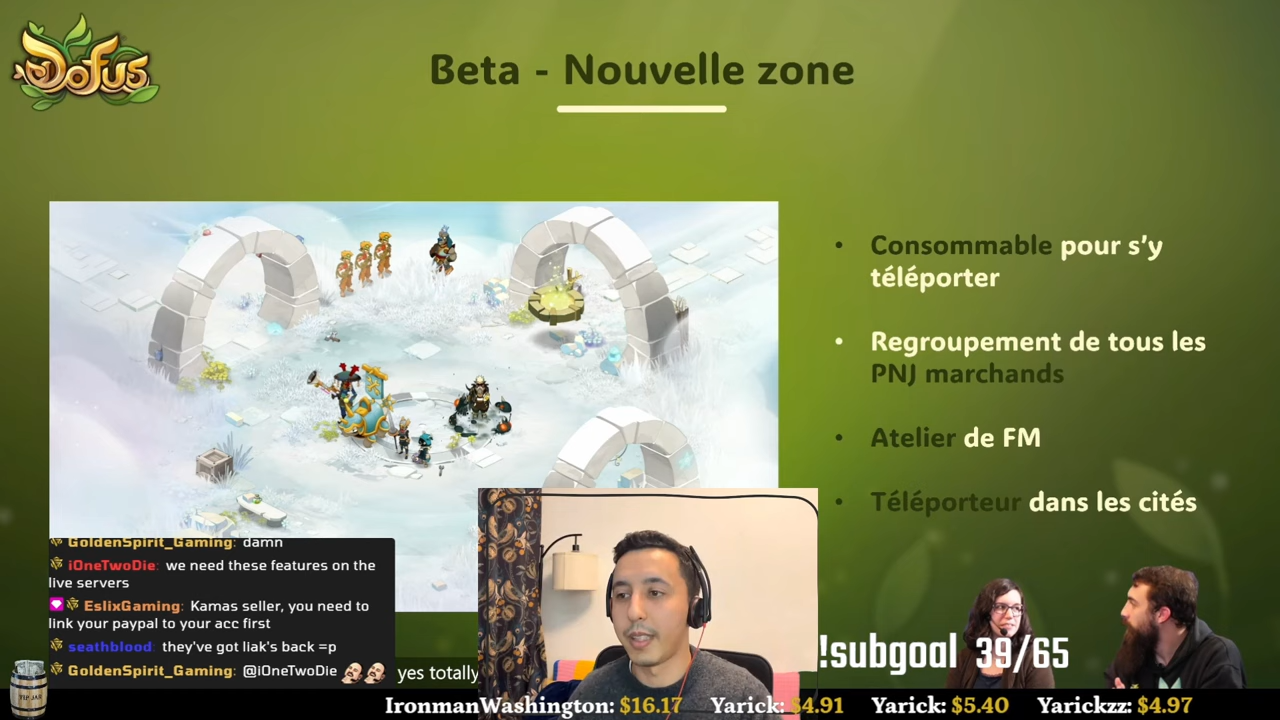 Dofus
Beta - Nouvelle zone
• Consommable pour s'y
téléporter
• Regroupement de tous les
PNJ marchands
• Atelier de FM
• Téléporteur dans les cités
GoldenSpirit_Gaming: damn
iOneTwoDie: we need these features on the
live servers
EslixGaming: Kamas seller, you need to
link your paypal to your acc first
seathblood: they've got liak's back =p
GoldenSpirit_Gaming: @iOneTwoDie yes totally
!subgoal 39/65
TIP JAR
IronmanWashington: $16.17 Yarick: $4.91 Yarick: $5.40 Yarickzz: $4.97